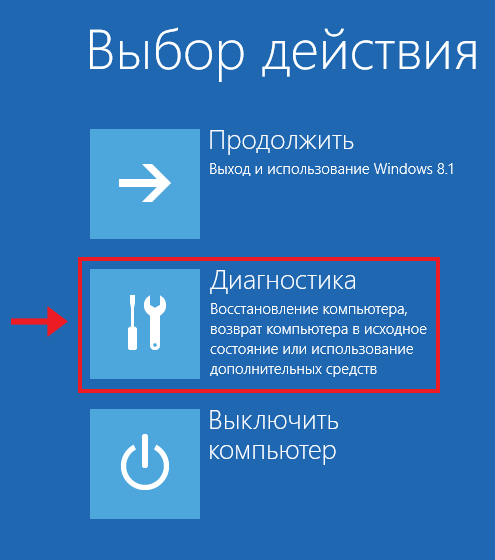 Выбор действия
Продолжить
Выход и использование Windows 8.1
Диагностика
Восстановление компьютера,
возврат компьютера в исходное
состояние или использование
дополнительных средств
Выключить
компьютер